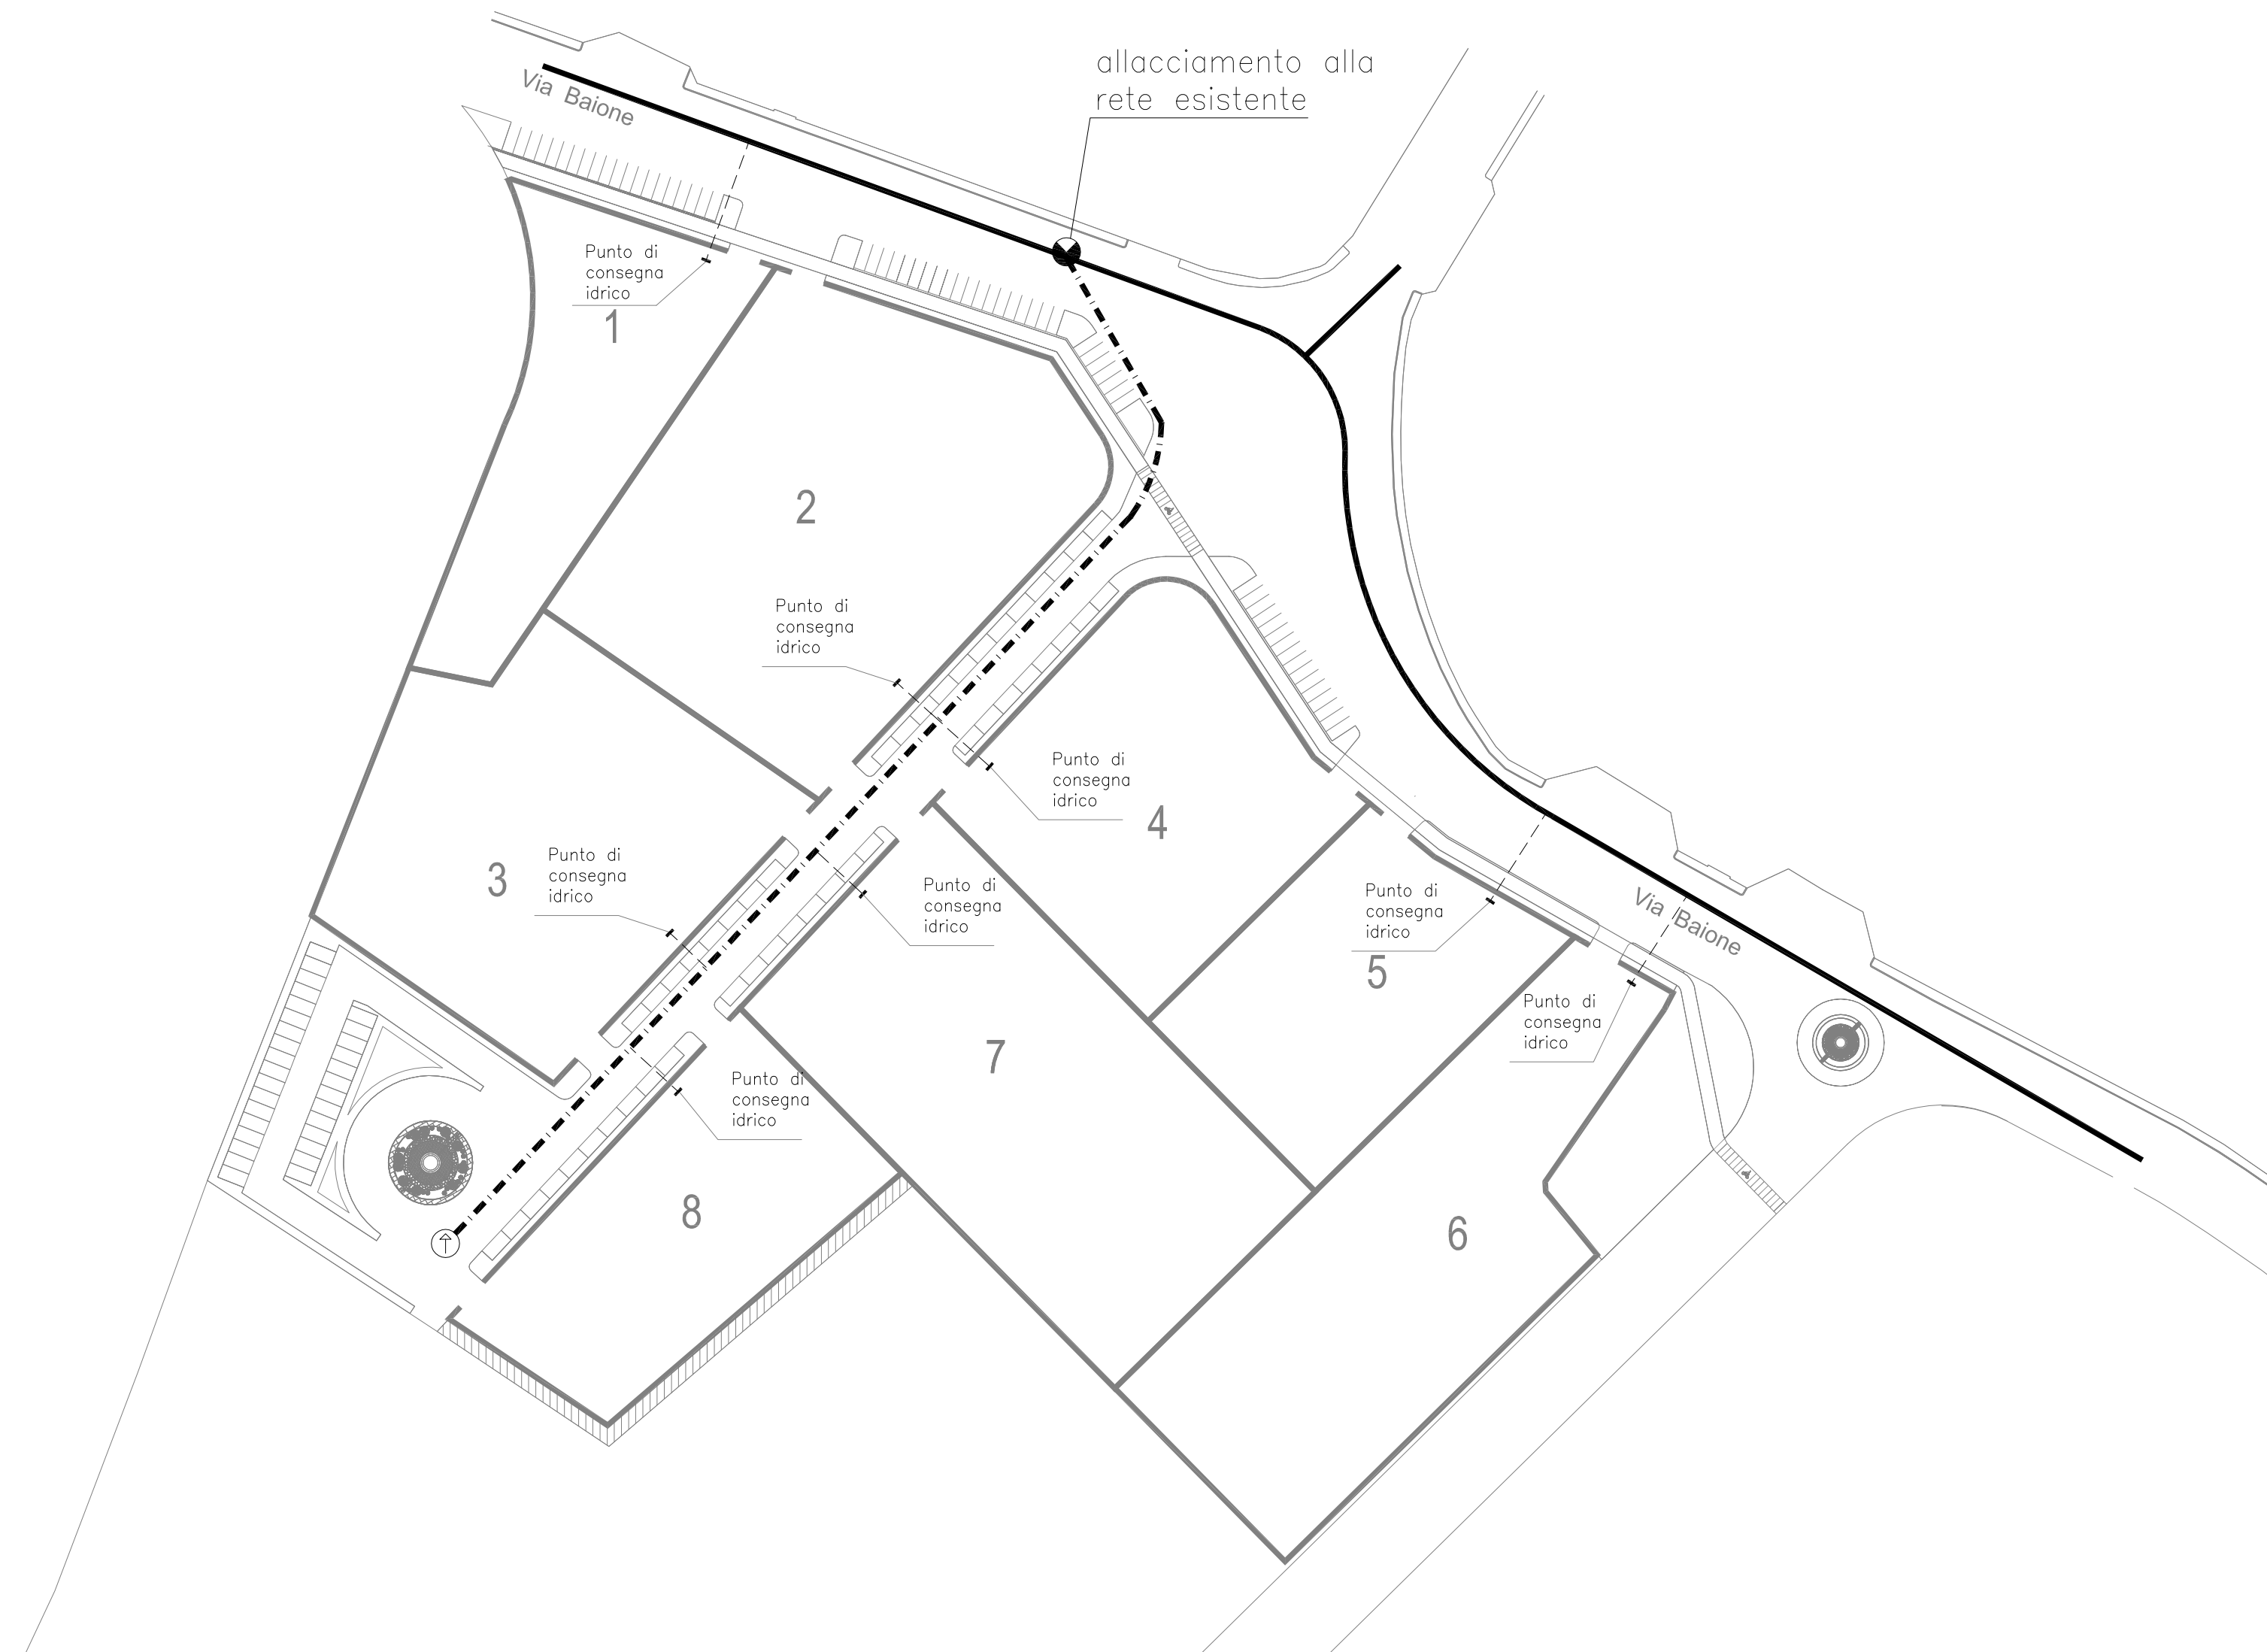 allacciamento alla
rete esistente
Via Baione
Punto di
consegna
idrico
1
2
Punto di
consegna
idrico
Punto di
consegna
idrico
4
3
Punto di
consegna
idrico
Punto di
consegna
idrico
Punto di
consegna
idrico
5
Via Baione
Punto di
consegna
idrico
7
Punto di
consegna
idrico
8
6